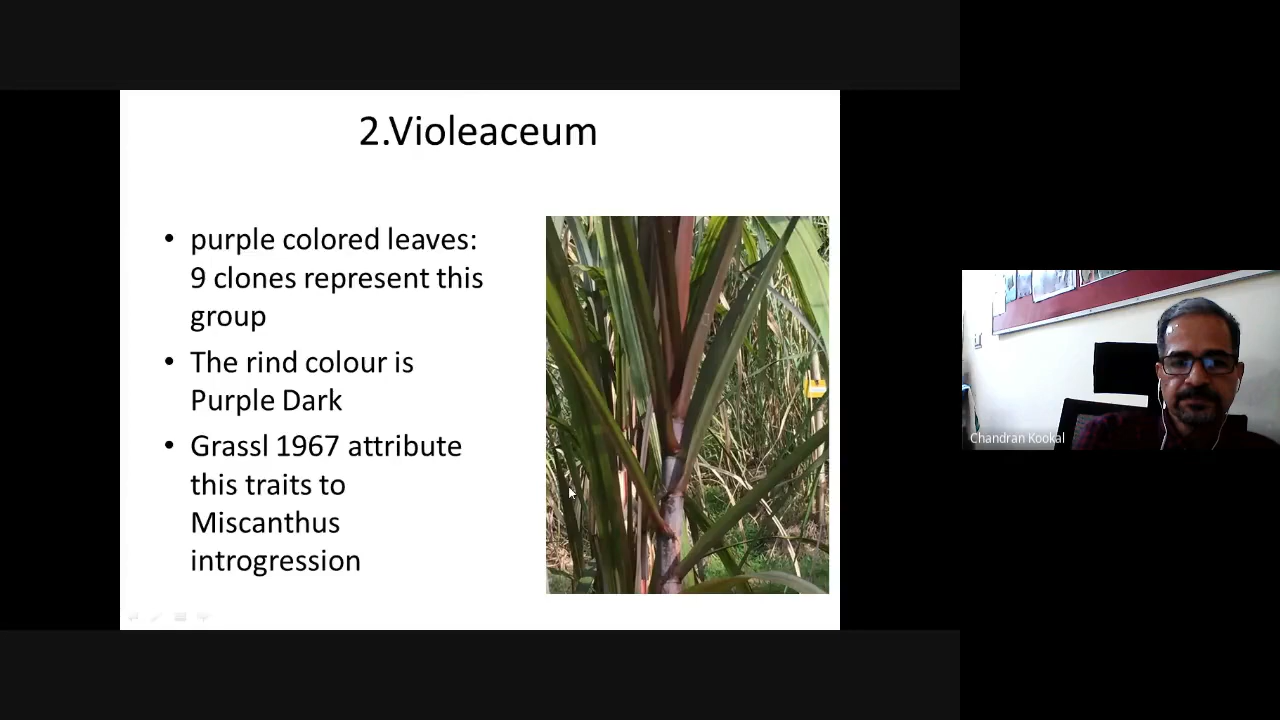 2.Violeaceum
• purple colored leaves:
9 clones represent this
group
• The rind colour is
Purple Dark
• Grassl 1967 attribute
this traits to
Miscanthus
introgression
Chandran Kookal